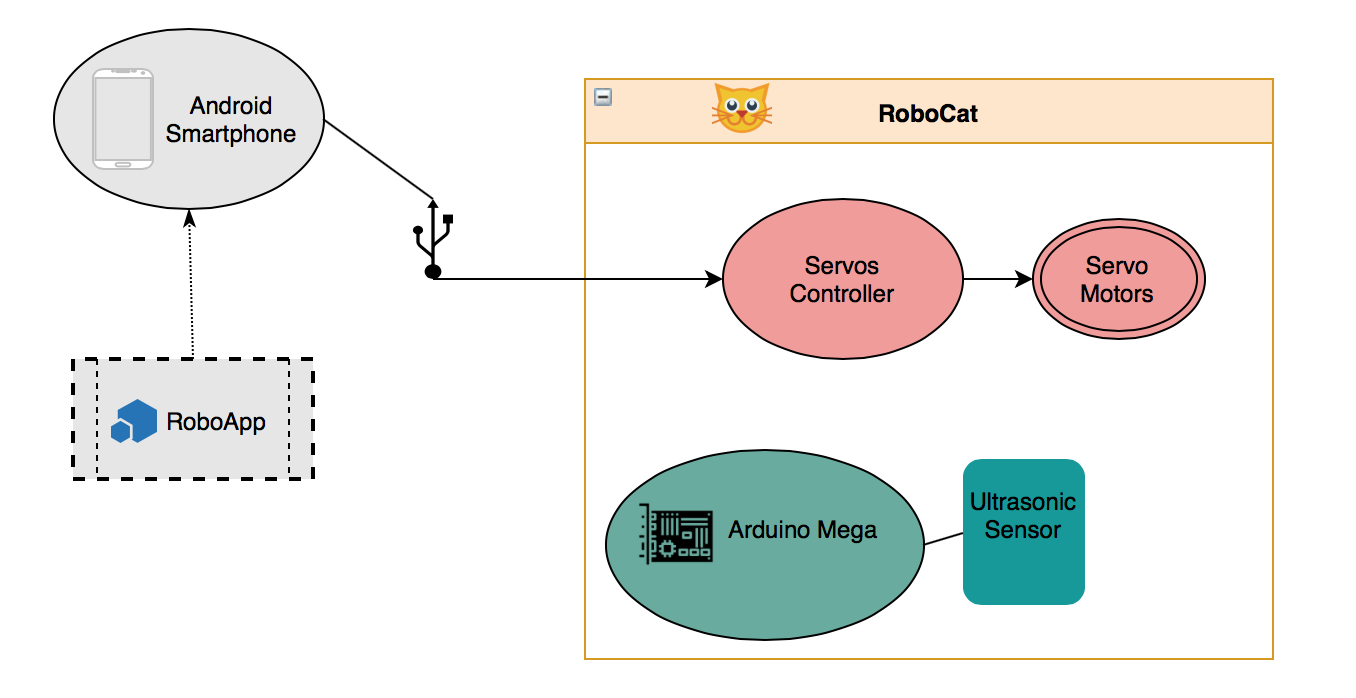 Android
Smartphone
RoboCat
Servos
Controller
Servo
Motors
RoboApp
Arduino Mega
Ultrasonic
Sensor